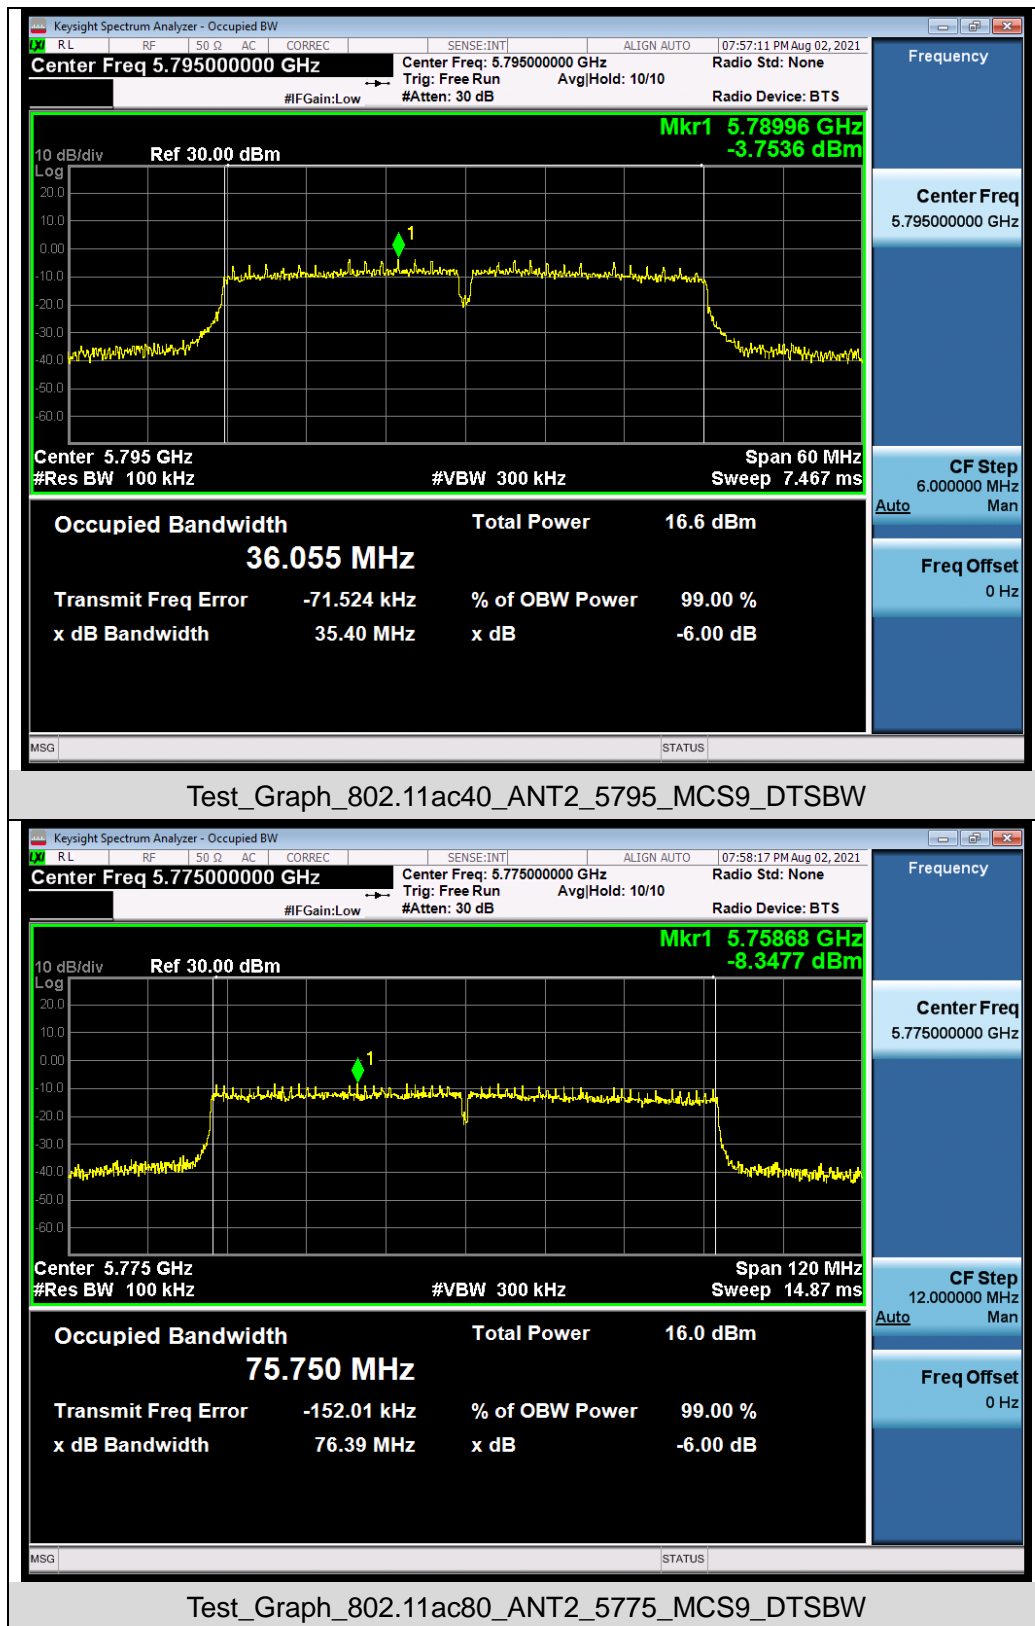 Keysight Spectrum Analyzer - Occupied BW
LXI RL RF 50 Ω AC CORREC SENSE:INT ALIGN AUTO 07:57:11 PM Aug 02, 2021
Center Freq 5.795000000 GHz
Center Freq: 5.795000000 GHz
Radio Std: None
Trig: Free Run Avg|Hold: 10/10
#IFGain:Low
#Atten: 30 dB
Radio Device: BTS
Frequency
Mkr1 5.78996 GHz
-3.7536 dBm
10 dB/div Ref 30.00 dBm
Log
20.0
10.0
0.00
-10.0
-20.0
-30.0
-40.0
-50.0
-60.0
1
Center Freq
5.795000000 GHz
Center 5.795 GHz
Span 60 MHz
#Res BW 100 kHz
#VBW 300 kHz
Sweep 7.467 ms
CF Step
6.000000 MHz
Auto Man
Occupied Bandwidth
Total Power 16.6 dBm
36.055 MHz
Transmit Freq Error -71.524 kHz
% of OBW Power 99.00 %
x dB Bandwidth 35.40 MHz
x dB -6.00 dB
Freq Offset
0 Hz
MSG STATUS
Test_Graph_802.11ac40_ANT2_5795_MCS9_DTSBW
Keysight Spectrum Analyzer - Occupied BW
LXI RL RF 50 Ω AC CORREC SENSE:INT ALIGN AUTO 07:58:17 PM Aug 02, 2021
Center Freq 5.775000000 GHz
Center Freq: 5.775000000 GHz
Radio Std: None
Trig: Free Run Avg|Hold: 10/10
#IFGain:Low
#Atten: 30 dB
Radio Device: BTS
Frequency
Mkr1 5.75868 GHz
-8.3477 dBm
10 dB/div Ref 30.00 dBm
Log
20.0
10.0
0.00
-10.0
-20.0
-30.0
-40.0
-50.0
-60.0
1
Center Freq
5.775000000 GHz
Center 5.775 GHz
Span 120 MHz
#Res BW 100 kHz
#VBW 300 kHz
Sweep 14.87 ms
CF Step
12.000000 MHz
Auto Man
Occupied Bandwidth
Total Power 16.0 dBm
75.750 MHz
Transmit Freq Error -152.01 kHz
% of OBW Power 99.00 %
x dB Bandwidth 76.39 MHz
x dB -6.00 dB
Freq Offset
0 Hz
MSG STATUS
Test_Graph_802.11ac80_ANT2_5775_MCS9_DTSBW